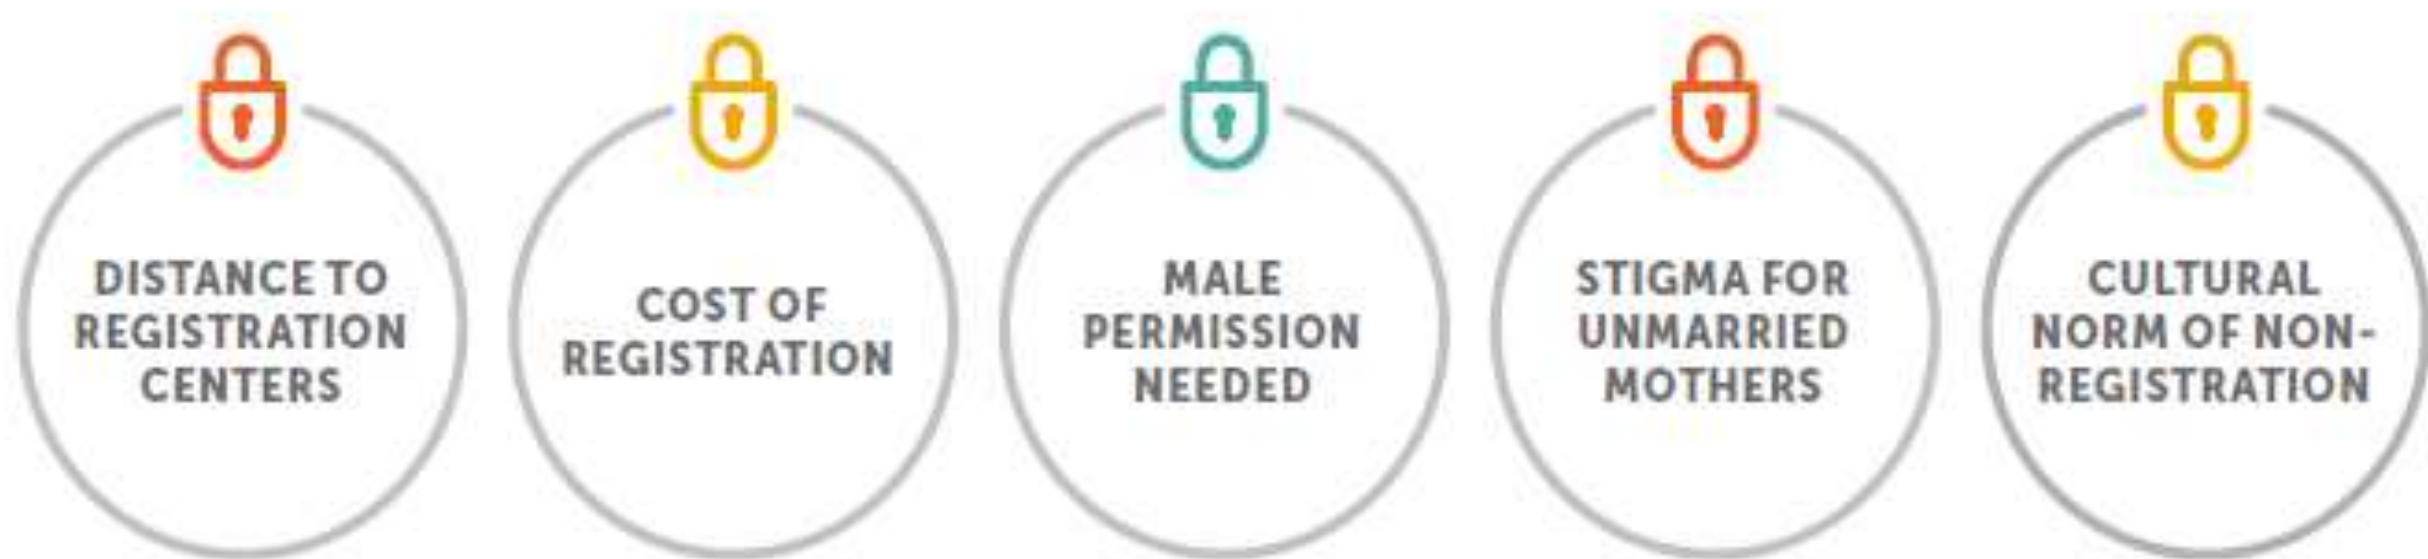 DISTANCE TO
REGISTRATION
CENTERS
COST OF
REGISTRATION
MALE
PERMISSION
NEEDED
STIGMA FOR
UNMARRIED
MOTHERS
CULTURAL
NORM OF NON-
REGISTRATION